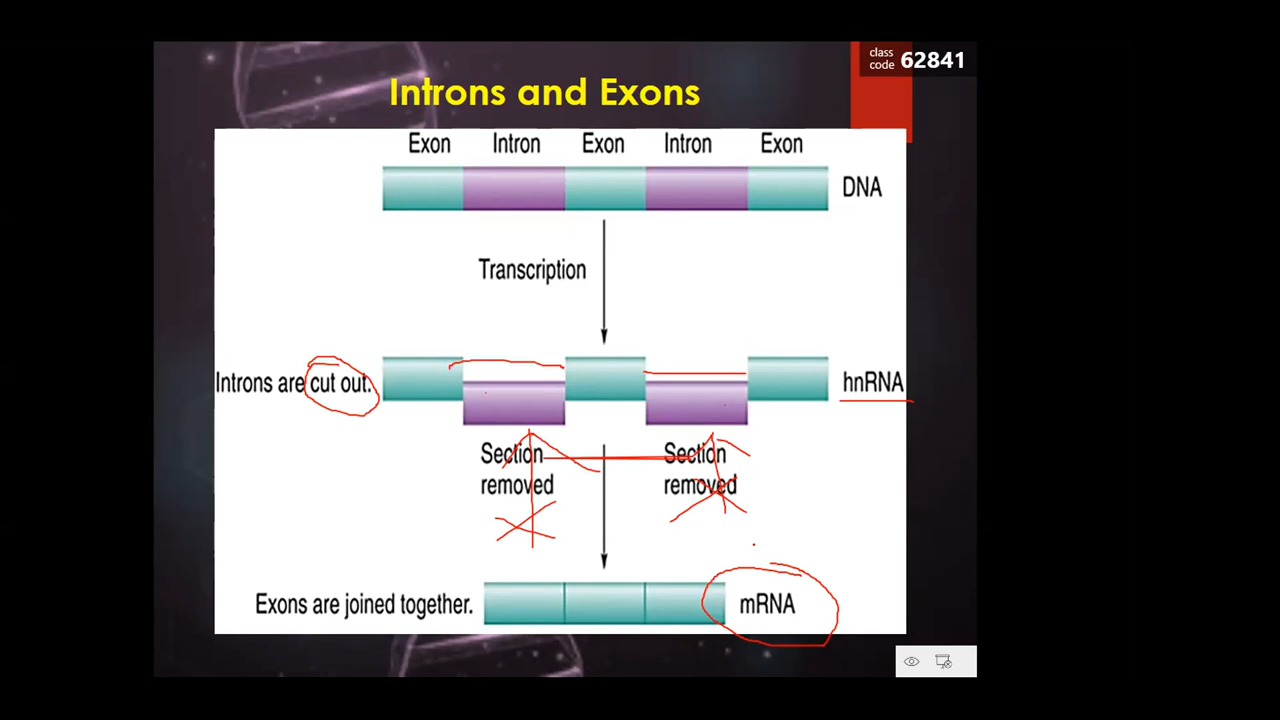 class
code 62841
Introns and Exons
Exon Intron Exon Intron Exon
DNA
Transcription
Introns are cut out.
hnRNA
Section
removed
Section
removed
Exons are joined together.
mRNA